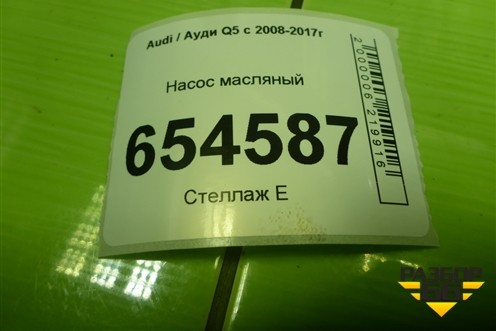 Audi / Ауди Q5 с 2008-2017г
Насос масляный
654587
Стеллаж Е
2000006219916
РАЗБОР